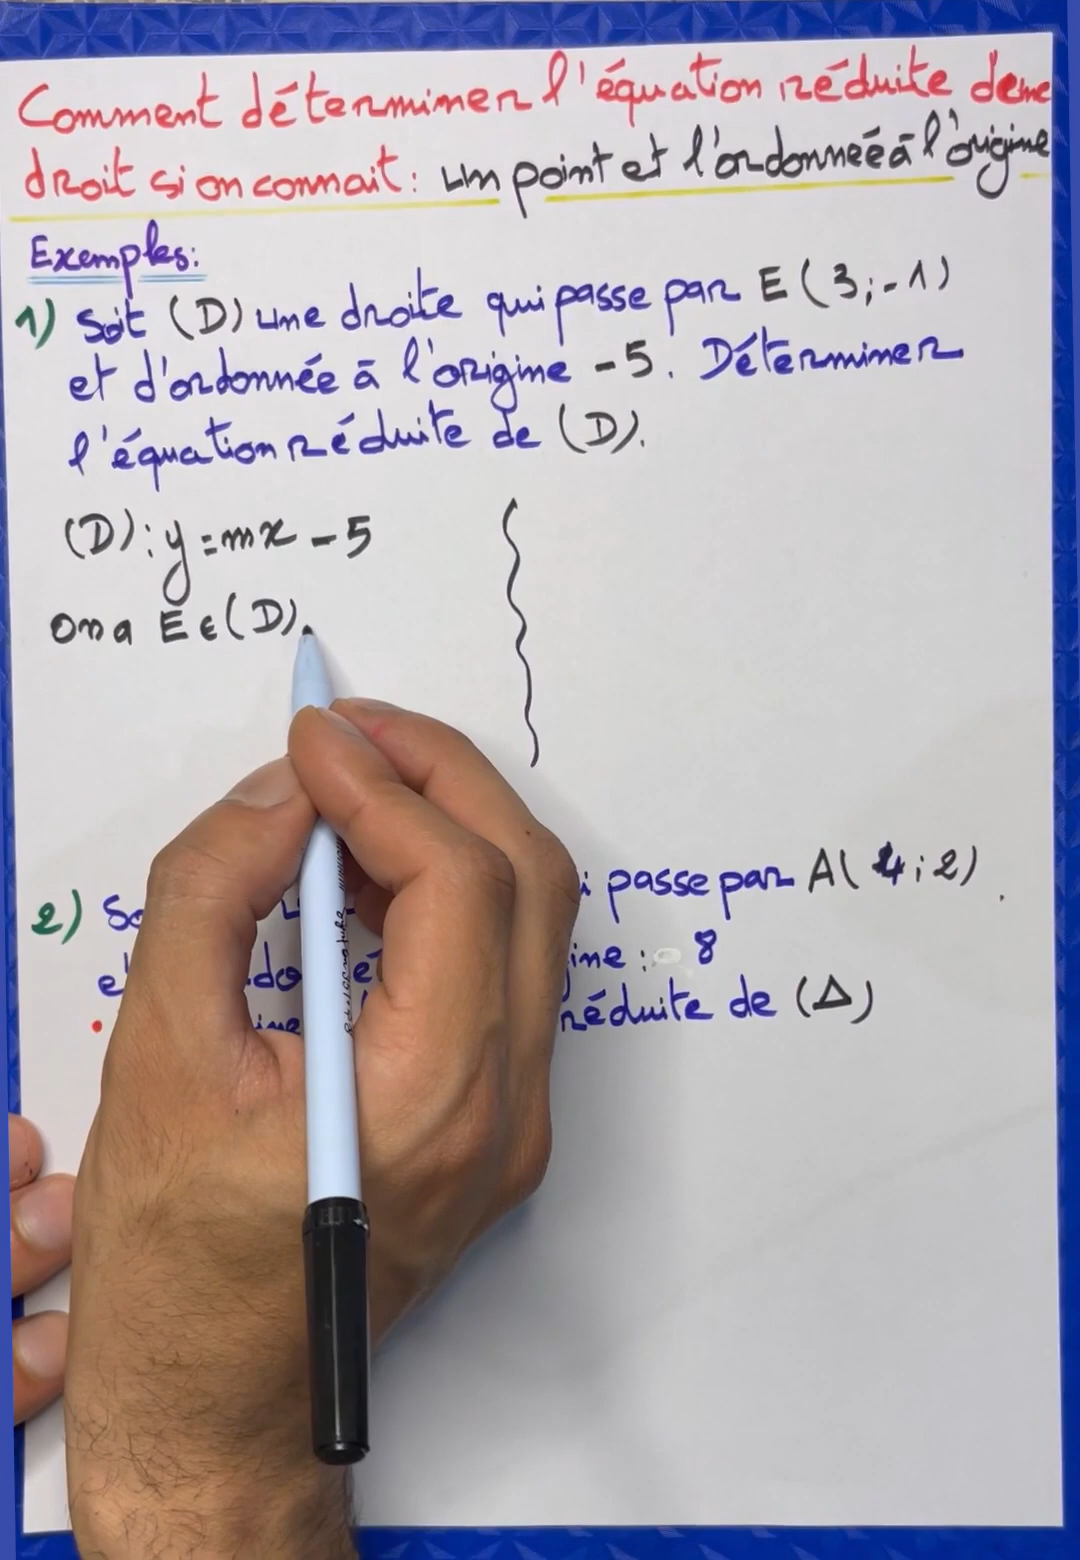 Comment déterminer l'équation réduite deune
droit si on connait: un point et l'ordonneéeà l'origine
Exemples:
1) Soit (D) une droite qui passe par E(3;-1)
et d'ordonnée à l'origine -5. Déterminer
l'équation réduite de (D).
(D): y=mx-5
on a E∈(D).
2) passe par A(4;2).
: 8
réduite de (Δ)